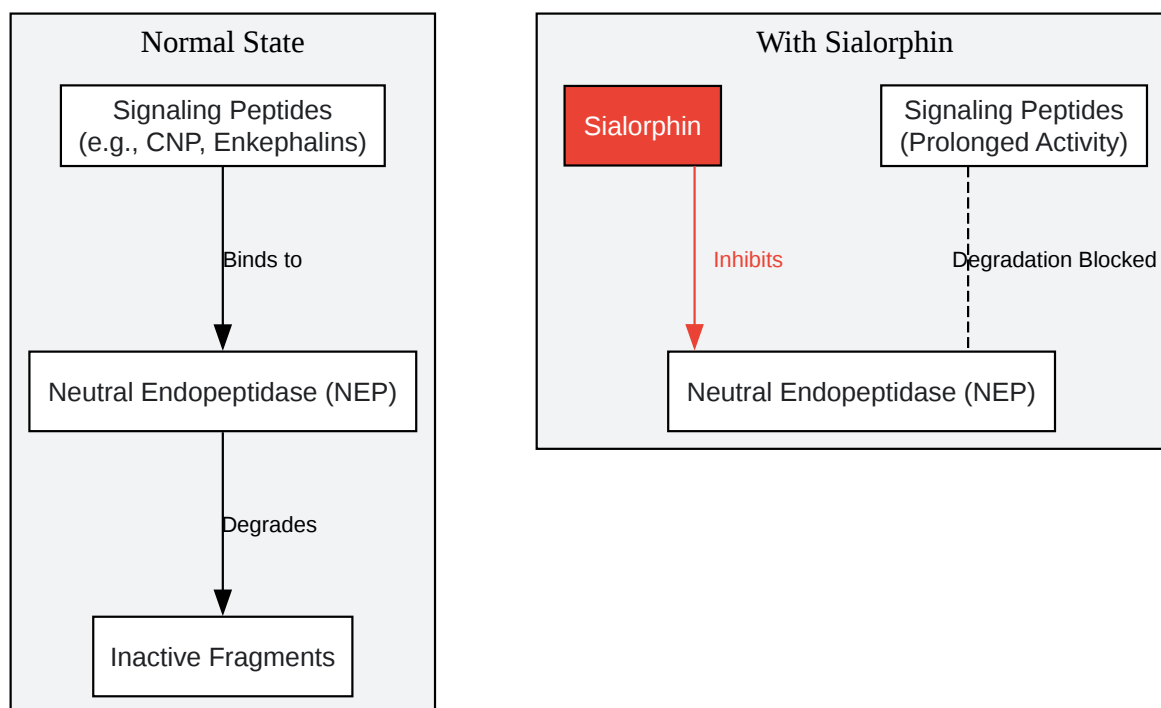 Normal State
Signaling Peptides
(e.g., CNP, Enkephalins)
Binds to
Neutral Endopeptidase (NEP)
Degrades
Inactive Fragments
With Sialorphin
Sialorphin
Signaling Peptides
(Prolonged Activity)
Inhibits
Degradation Blocked
Neutral Endopeptidase (NEP)